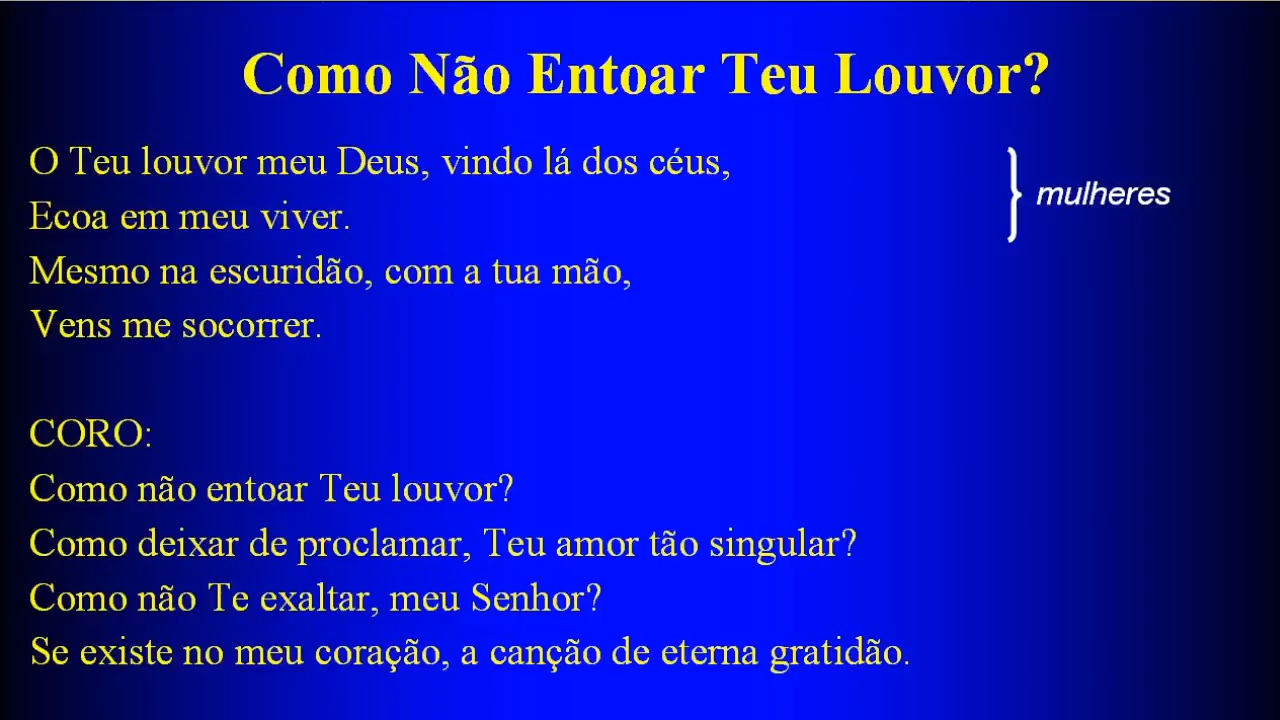 Como Não Entoar Teu Louvor?
O Teu louvor meu Deus, vindo lá dos céus,
mulheres
Ecoa em meu viver.
Mesmo na escuridão, com a tua mão,
Vens me socorrer.
CORO:
Como não entoar Teu louvor?
Como deixar de proclamar, Teu amor tão singular?
Como não Te exaltar, meu Senhor?
Se existe no meu coração, a canção de eterna gratidão.